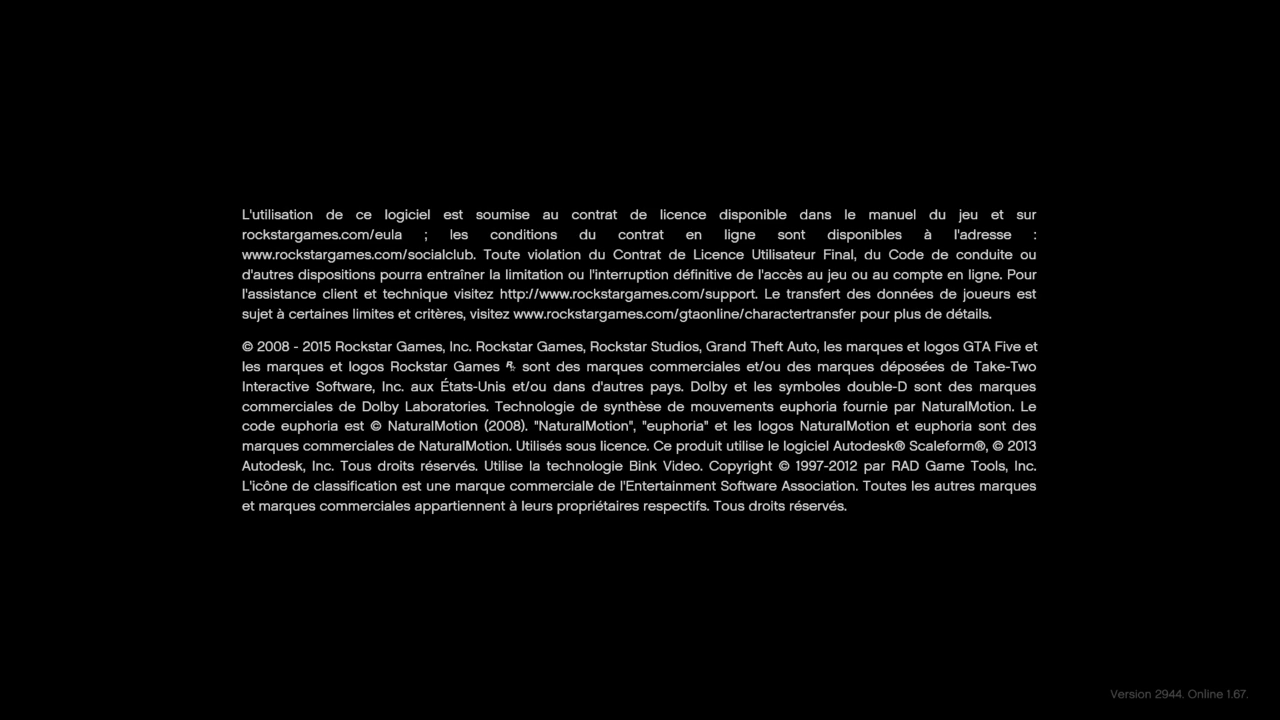 L'utilisation de ce logiciel est soumise au contrat de licence disponible dans le manuel du jeu et sur
rockstargames.com/eula ; les conditions du contrat en ligne sont disponibles à l'adresse :
www.rockstargames.com/socialclub. Toute violation du Contrat de Licence Utilisateur Final, du Code de conduite ou
d'autres dispositions pourra entraîner la limitation ou l'interruption définitive de l'accès au jeu ou au compte en ligne. Pour
l'assistance client et technique visitez http://www.rockstargames.com/support. Le transfert des données de joueurs est
sujet à certaines limites et critères, visitez www.rockstargames.com/gtaonline/charactertransfer pour plus de détails.
© 2008 - 2015 Rockstar Games, Inc. Rockstar Games, Rockstar Studios, Grand Theft Auto, les marques et logos GTA Five et
les marques et logos Rockstar Games R* sont des marques commerciales et/ou des marques déposées de Take-Two
Interactive Software, Inc. aux États-Unis et/ou dans d'autres pays. Dolby et les symboles double-D sont des marques
commerciales de Dolby Laboratories. Technologie de synthèse de mouvements euphoria fournie par NaturalMotion. Le
code euphoria est © NaturalMotion (2008). "NaturalMotion", "euphoria" et les logos NaturalMotion et euphoria sont des
marques commerciales de NaturalMotion. Utilisés sous licence. Ce produit utilise le logiciel Autodesk® Scaleform®, © 2013
Autodesk, Inc. Tous droits réservés. Utilise la technologie Bink Video. Copyright © 1997-2012 par RAD Game Tools, Inc.
L'icône de classification est une marque commerciale de l'Entertainment Software Association. Toutes les autres marques
et marques commerciales appartiennent à leurs propriétaires respectifs. Tous droits réservés.
Version 2944. Online 1.67.